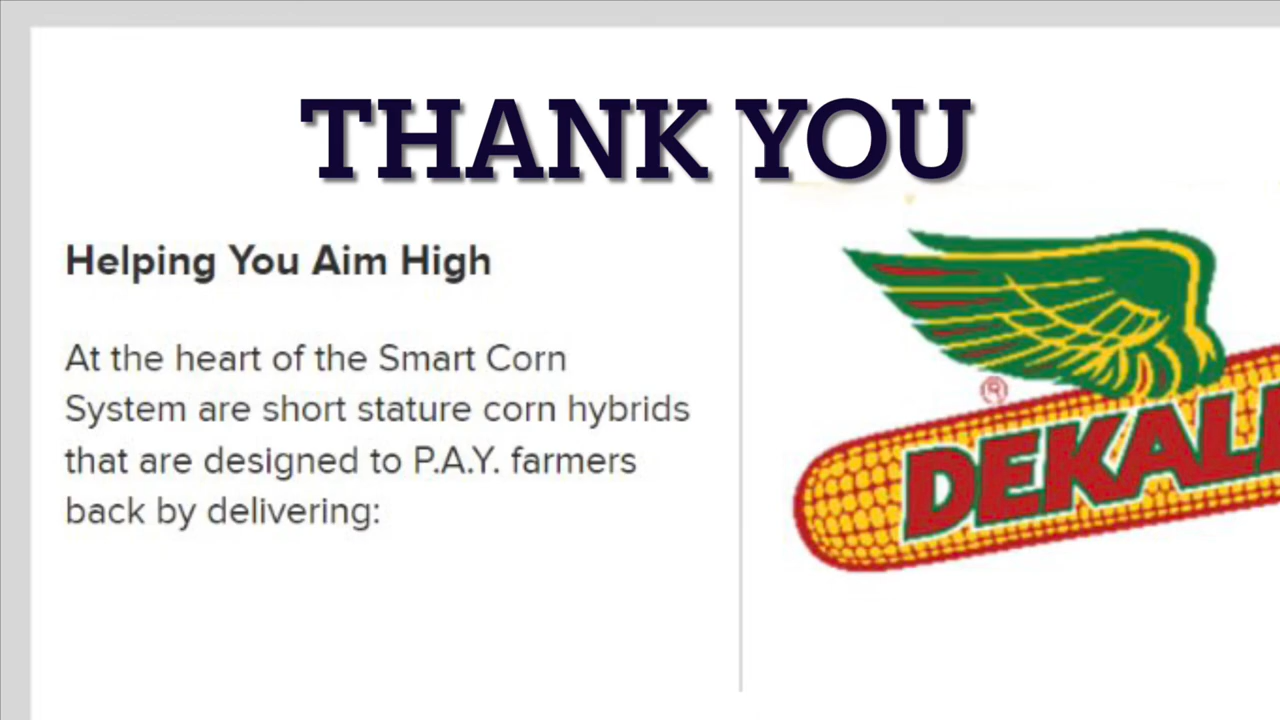 THANK YOU
Helping You Aim High
At the heart of the Smart Corn
System are short stature corn hybrids
that are designed to P.A.Y. farmers
back by delivering:
®
DEKAL